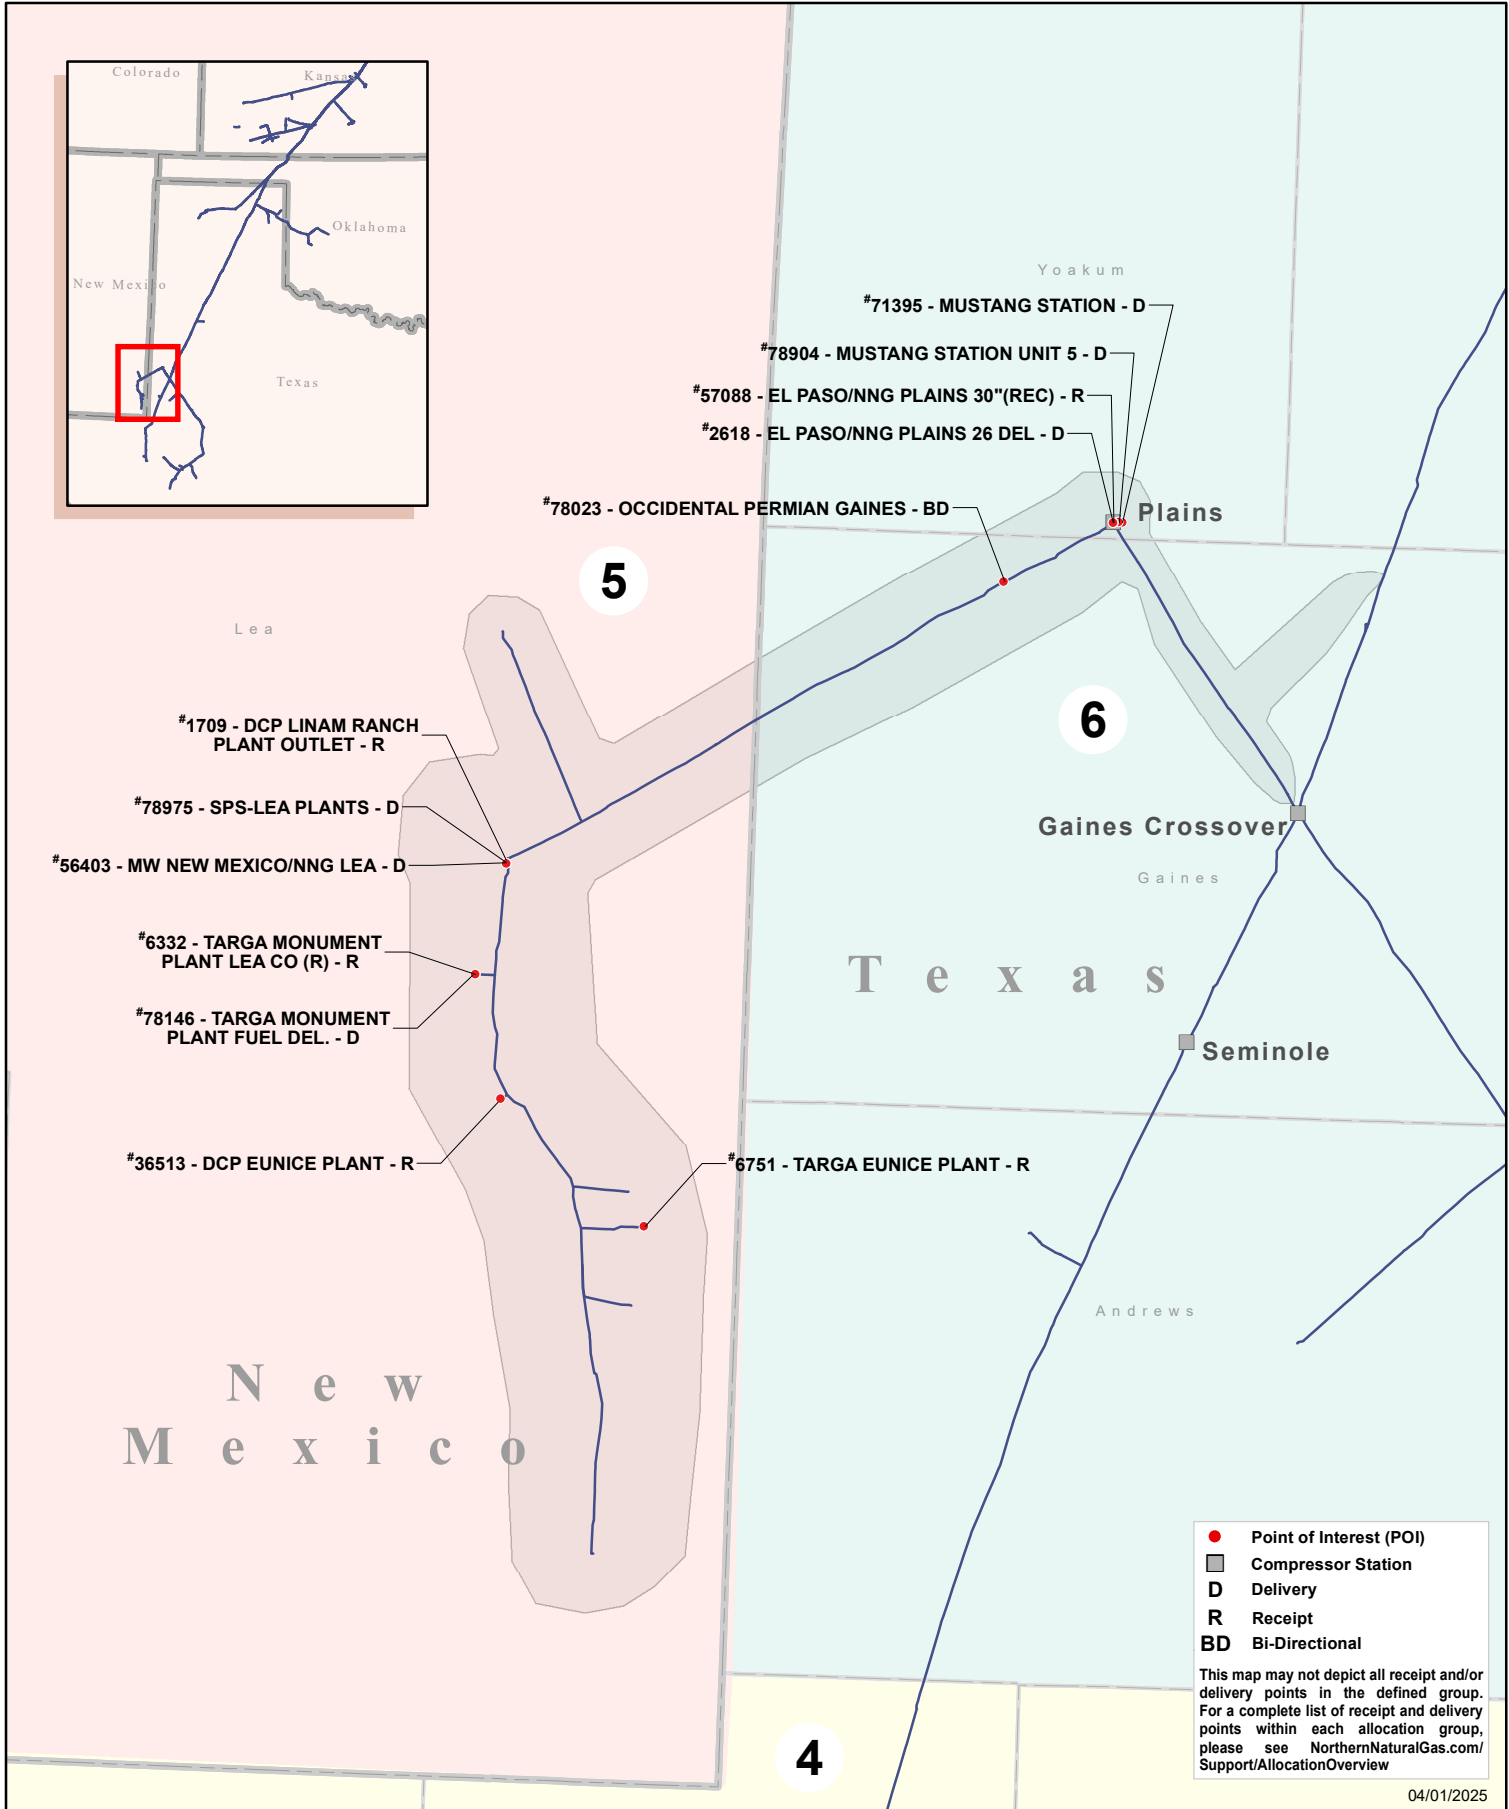 Colorado
Kansas
Oklahoma
New Mexico
Texas
Yoakum
#71395 - MUSTANG STATION - D
#78904 - MUSTANG STATION UNIT 5 - D
#57088 - EL PASO/NNG PLAINS 30"(REC) - R
#2618 - EL PASO/NNG PLAINS 26 DEL - D
#78023 - OCCIDENTAL PERMIAN GAINES - BD
Plains
5
Lea
6
#1709 - DCP LINAM RANCH
PLANT OUTLET - R
#78975 - SPS-LEA PLANTS - D
Gaines Crossover
#56403 - MW NEW MEXICO/NNG LEA - D
Gaines
#6332 - TARGA MONUMENT
PLANT LEA CO (R) - R
Texas
#78146 - TARGA MONUMENT
PLANT FUEL DEL. - D
Seminole
#36513 - DCP EUNICE PLANT - R
#6751 - TARGA EUNICE PLANT - R
Andrews
New
Mexico
Point of Interest (POI)
Compressor Station
D Delivery
R Receipt
BD Bi-Directional
This map may not depict all receipt and/or
delivery points in the defined group.
For a complete list of receipt and delivery
points within each allocation group,
please see NorthernNaturalGas.com/
Support/AllocationOverview
4
04/01/2025